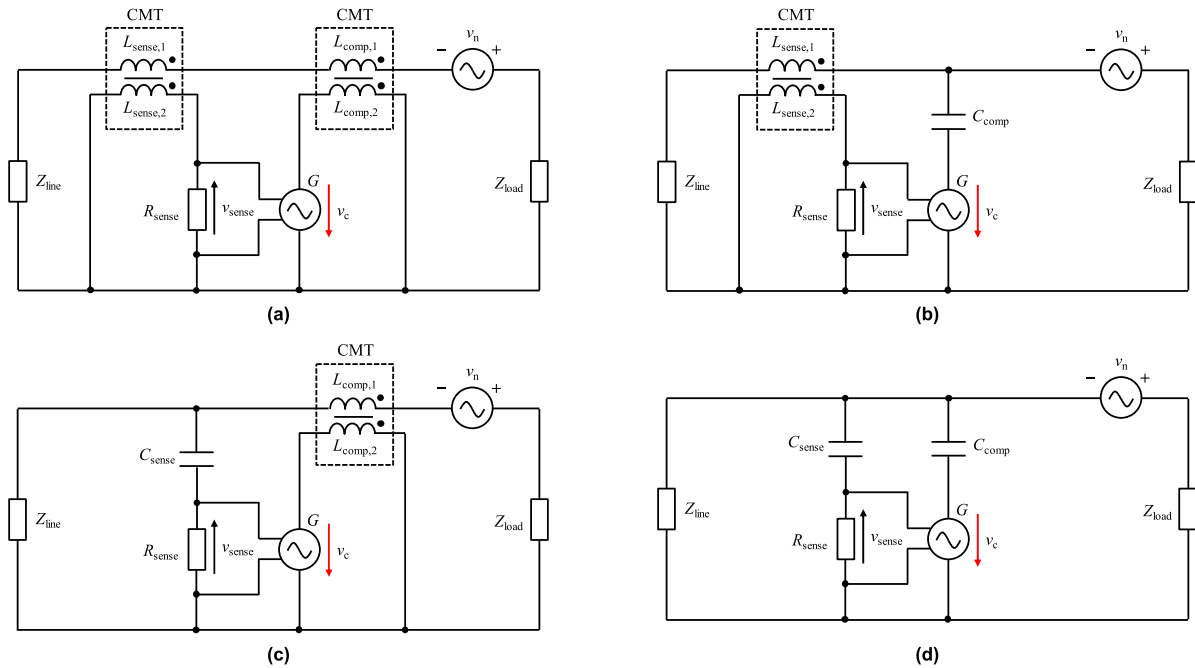 CMT
CMT
L_sense,1
L_comp,1
v_n
− +
L_sense,2
L_comp,2
Z_line
R_sense
v_sense
G
v_c
Z_load
(a)
CMT
L_sense,1
v_n
− +
L_sense,2
C_comp
Z_line
R_sense
v_sense
G
v_c
Z_load
(b)
CMT
L_comp,1
v_n
− +
L_comp,2
C_sense
Z_line
R_sense
v_sense
G
v_c
Z_load
(c)
v_n
− +
C_sense
C_comp
Z_line
R_sense
v_sense
G
v_c
Z_load
(d)